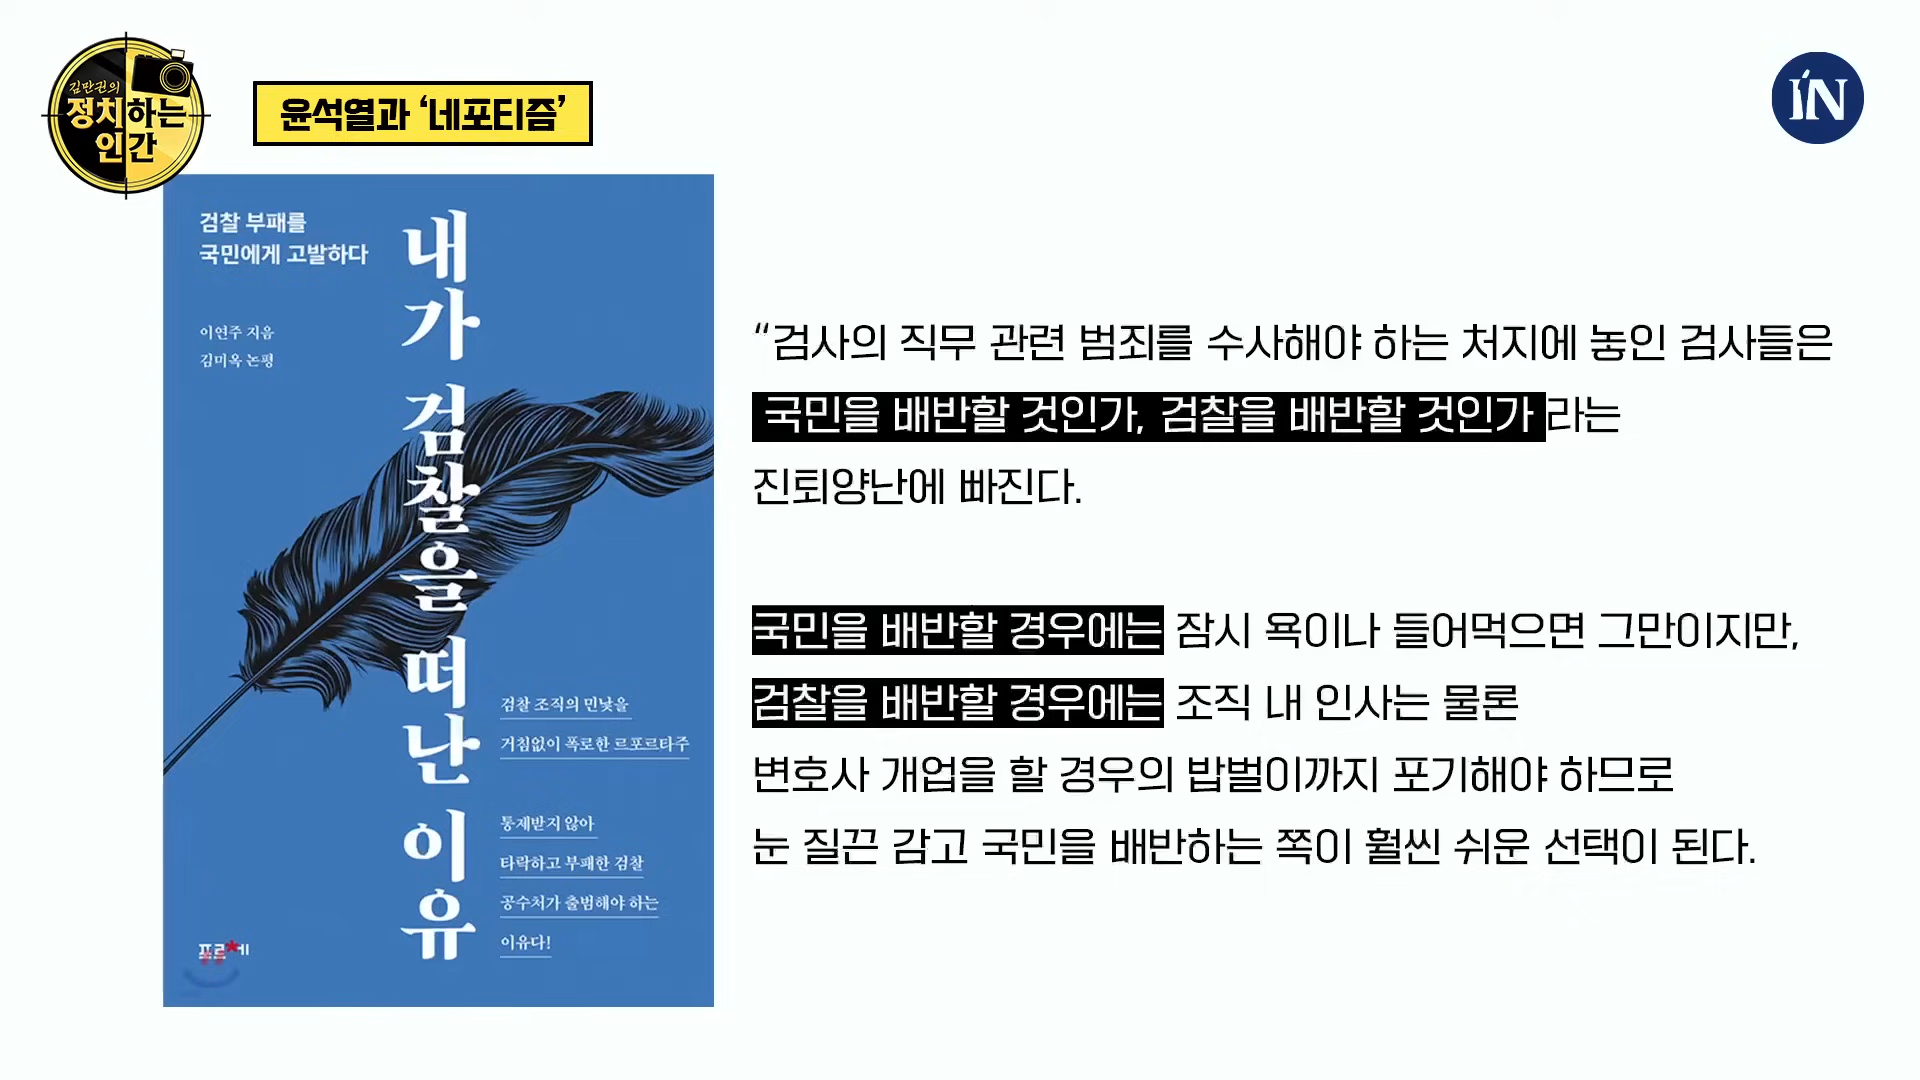 김만권의
정치하는
인간
윤석열과 ‘네포티즘’
IN
검찰 부패를
국민에게 고발하다
이연주 지음
김미옥 논평
내가 검찰을 떠난 이유
검찰 조직의 민낯을
거침없이 폭로한 르포르타주
통제받지 않아
타락하고 부패한 검찰
공수처가 출범해야 하는
이유다!
포르*체
“검사의 직무 관련 범죄를 수사해야 하는 처지에 놓인 검사들은
국민을 배반할 것인가, 검찰을 배반할 것인가 라는
진퇴양난에 빠진다.
국민을 배반할 경우에는 잠시 욕이나 들어먹으면 그만이지만,
검찰을 배반할 경우에는 조직 내 인사는 물론
변호사 개업을 할 경우의 밥벌이까지 포기해야 하므로
눈 질끈 감고 국민을 배반하는 쪽이 훨씬 쉬운 선택이 된다.